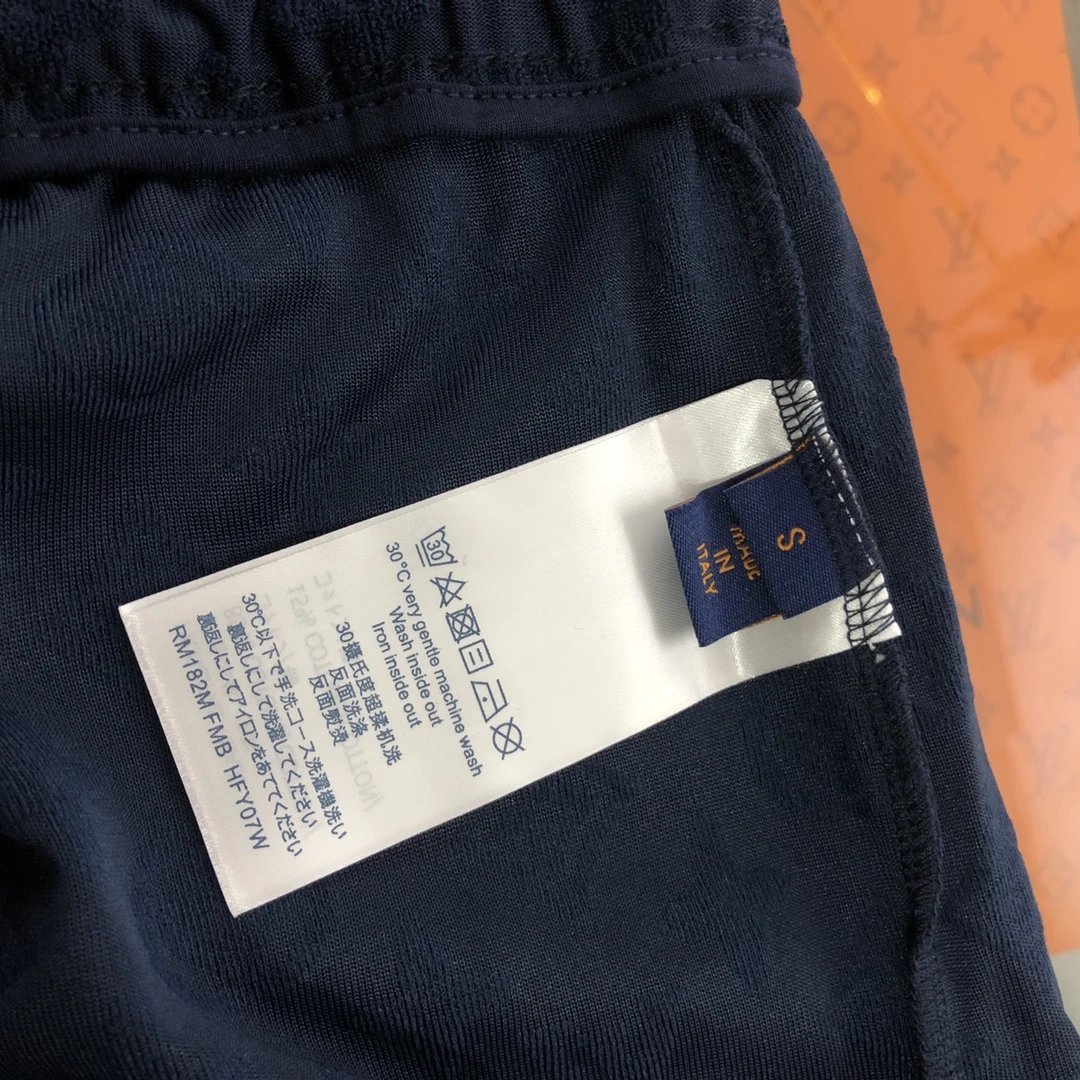 S
MADE
IN
ITALY
30
30°C very gentle machine wash
Wash inside out
Iron inside out
30摄氏度超揉机洗
反面洗涤
反面熨烫
30℃以下で手洗コース洗濯機洗い
裏返しにして洗濯してください
裏返しにしてアイロンをあててください
RM182M FMB HFY07W